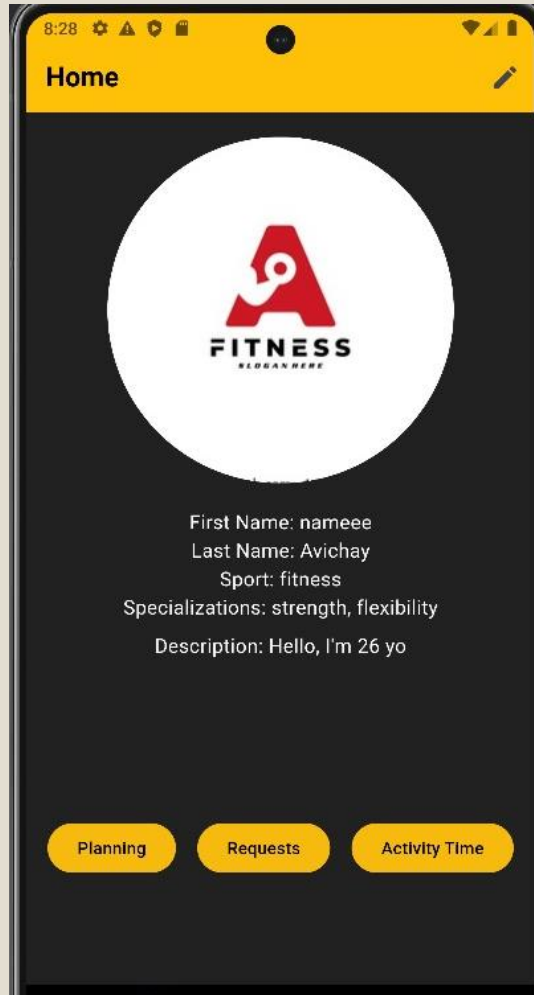 8:28
Home
A
FITNESS
SLOGAN HERE
First Name: nameee
Last Name: Avichay
Sport: fitness
Specializations: strength, flexibility
Description: Hello, I'm 26 yo
Planning
Requests
Activity Time